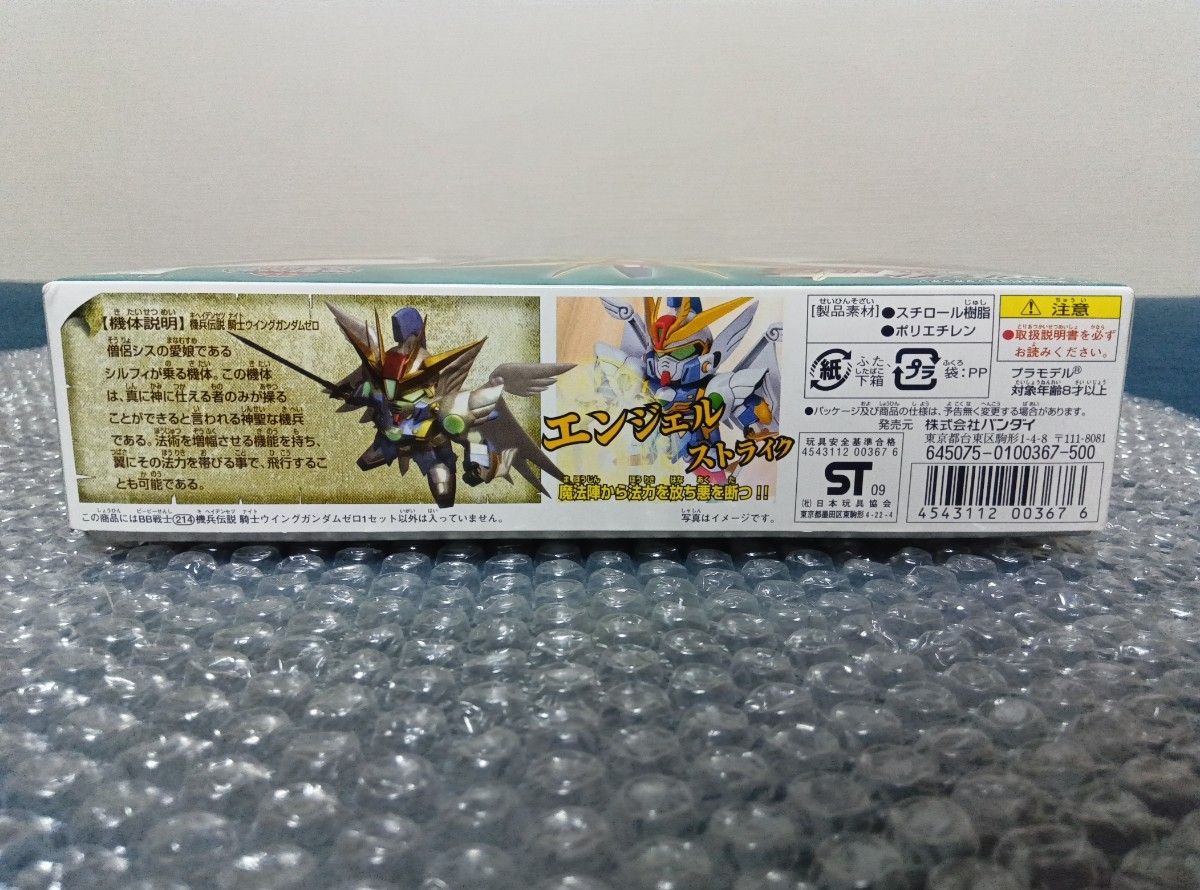 【機体説明】機兵伝説 騎士ウイングガンダムゼロ
僧侶シスの愛娘である
シルフィが乗る機体。この機体
は、真に神に仕える者のみが操る
ことができると言われる神聖な機兵
である。法術を増幅させる機能を持ち、
翼にその法力を帯びる事で、飛行するこ
とも可能である。
この商品にはBB戦士214機兵伝説 騎士ウイングガンダムゼロ1セット以外は入っていません。
エンジェル
ストライク
魔法陣から法力を放ち悪を断つ!!
写真はイメージです。
[製品素材]●スチロール樹脂
●ポリエチレン
紙 ふた、
下箱
プラ 袋:PP
注意
●取扱説明書を必ず
お読みください。
プラモデル®
対象年齢8才以上
●パッケージ及び商品の仕様は、予告無く変更する場合があります。
発売元 株式会社バンダイ
東京都台東区駒形1-4-8 〒111-8081
645075-0100367-500
玩具安全基準合格
4543112 00367 6
ST 09
(社)日本玩具協会
東京都墨田区東駒形4-22-4
4543112 00367 6